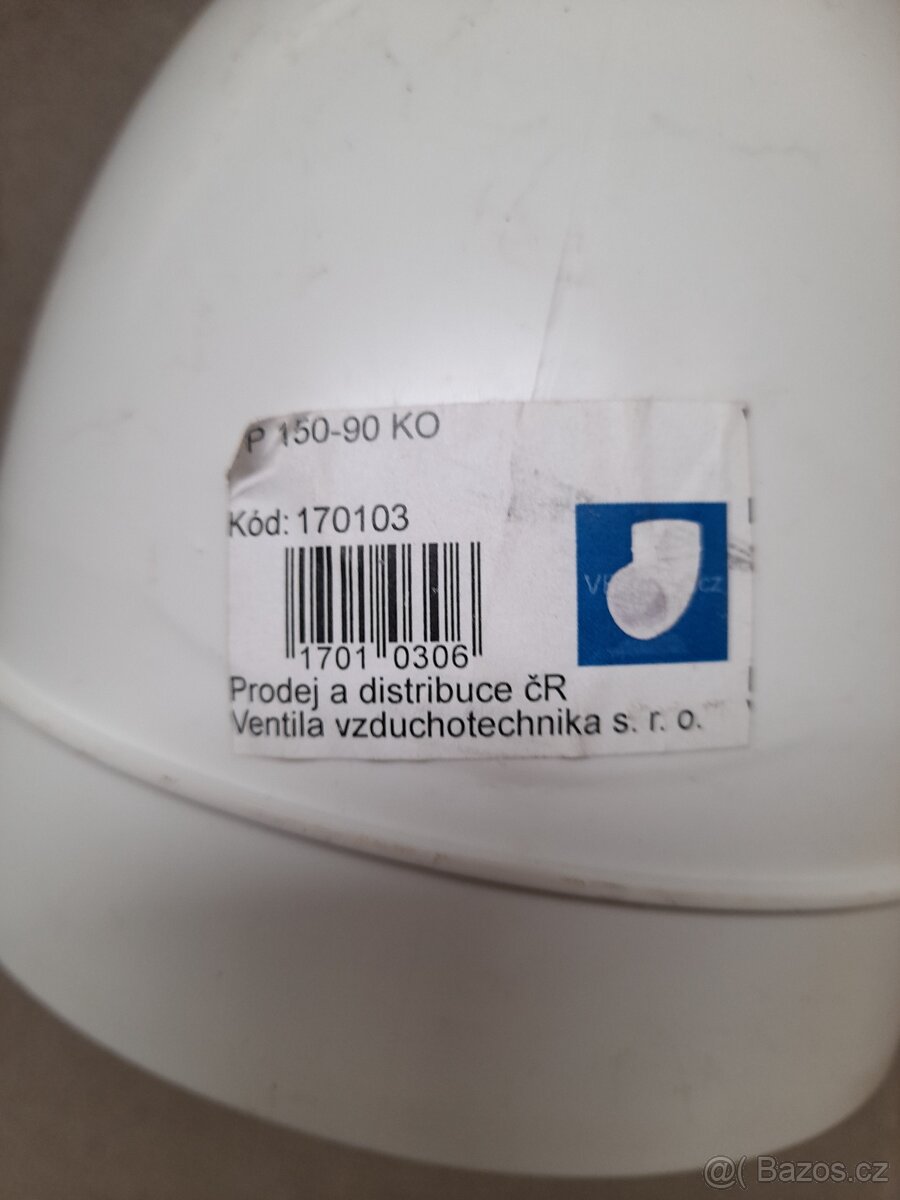 P 150-90 KO
Kód: 170103
1701 0306
Prodej a distribuce čR
Ventila vzduchotechnika s. r. o.
@( Bazos.cz